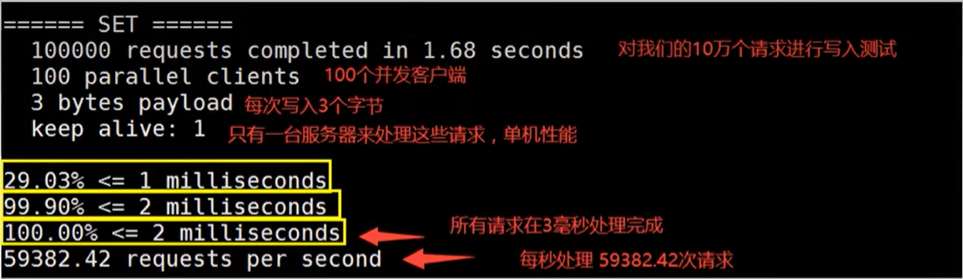 ====== SET ======
100000 requests completed in 1.68 seconds 对我们的10万个请求进行写入测试
100 parallel clients 100个并发客户端
3 bytes payload 每次写入3个字节
keep alive: 1 只有一台服务器来处理这些请求，单机性能
29.03% <= 1 milliseconds
99.90% <= 2 milliseconds
100.00% <= 2 milliseconds 所有请求在3毫秒处理完成
59382.42 requests per second 每秒处理 59382.42次请求